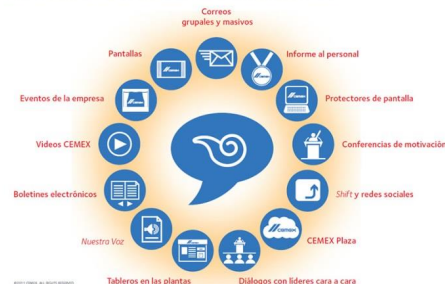 Correos
grupales y masivos
Pantallas
Informe al personal
Eventos de la empresa
Protectores de pantalla
Videos CEMEX
Conferencias de motivación
Boletines electrónicos
Shift y redes sociales
Nuestra Voz
CEMEX Plaza
Tableros en las plantas
Diálogos con líderes cara a cara